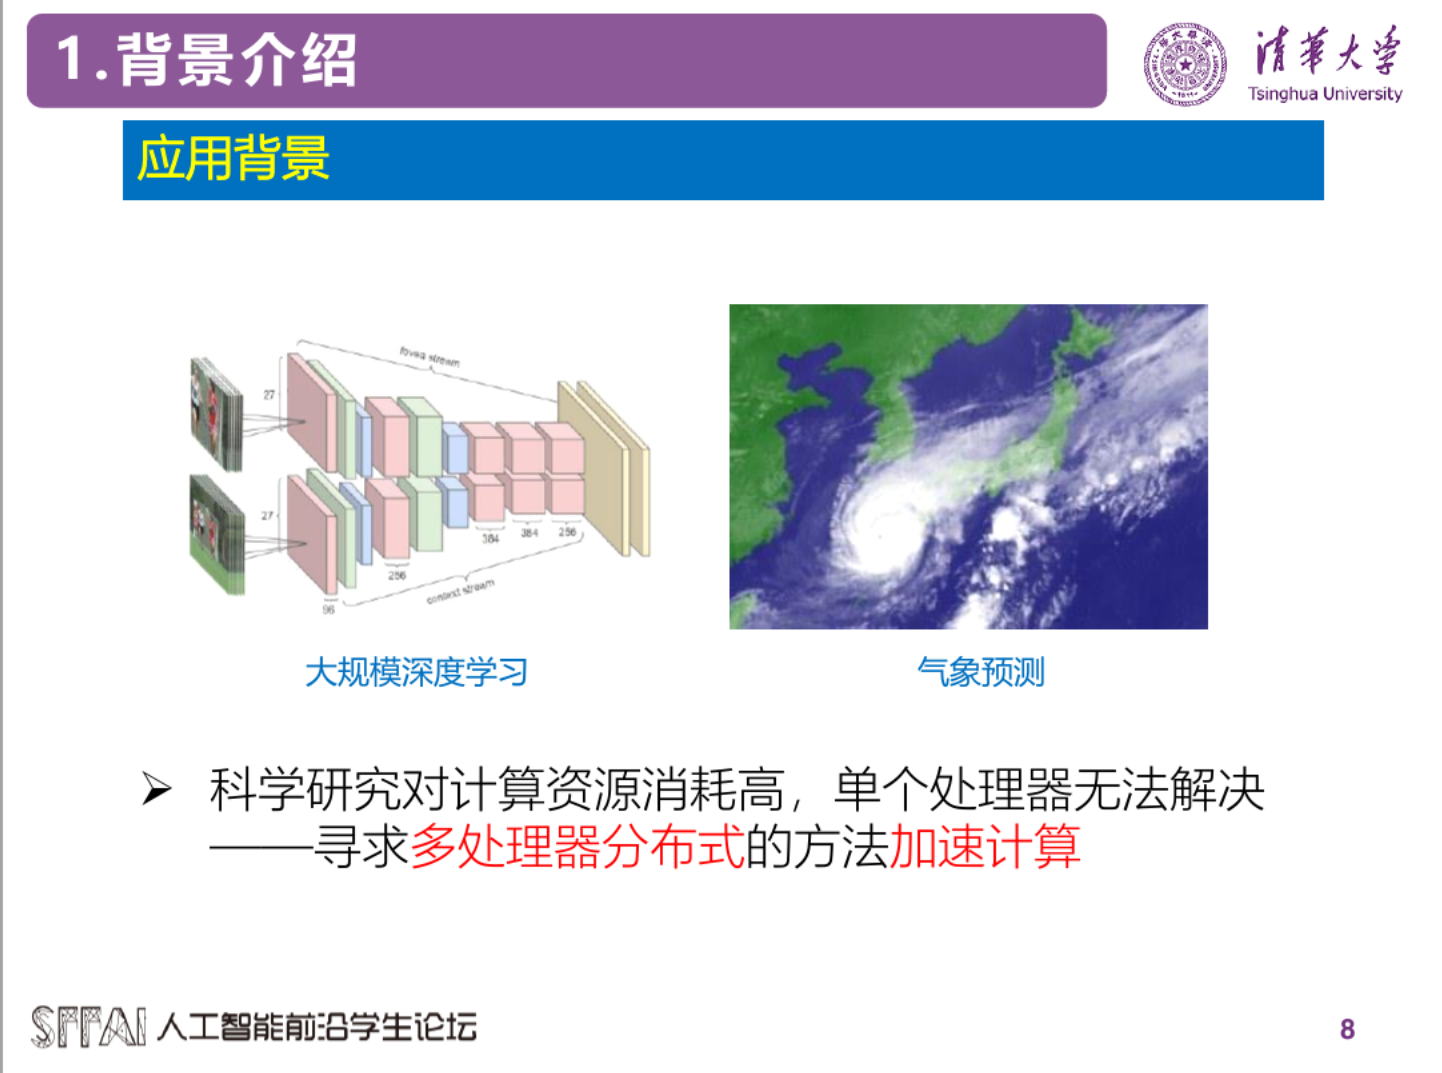 1.背景介绍
清华大学
Tsinghua University
应用背景
fovea stream
27
27
384
384
256
256
context stream
96
大规模深度学习
气象预测
➢ 科学研究对计算资源消耗高，单个处理器无法解决
——寻求多处理器分布式的方法加速计算
SFFAI 人工智能前沿学生论坛
8